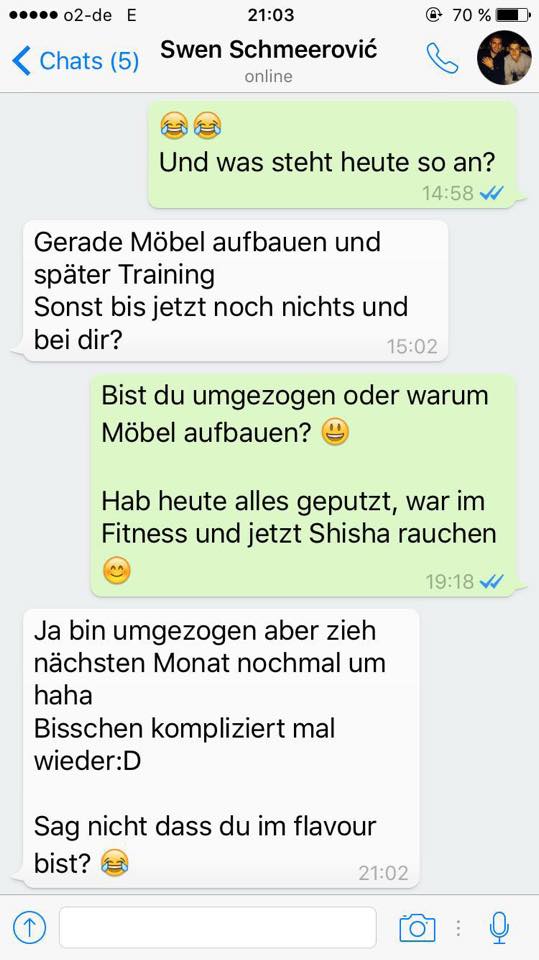 o2-de E 21:03 70 %
Chats (5) Swen Schmeerović
online
😂😂
Und was steht heute so an?
14:58
Gerade Möbel aufbauen und
später Training
Sonst bis jetzt noch nichts und
bei dir?
15:02
Bist du umgezogen oder warum
Möbel aufbauen? 😃
Hab heute alles geputzt, war im
Fitness und jetzt Shisha rauchen
😊
19:18
Ja bin umgezogen aber zieh
nächsten Monat nochmal um
haha
Bisschen kompliziert mal
wieder:D
Sag nicht dass du im flavour
bist? 😂
21:02